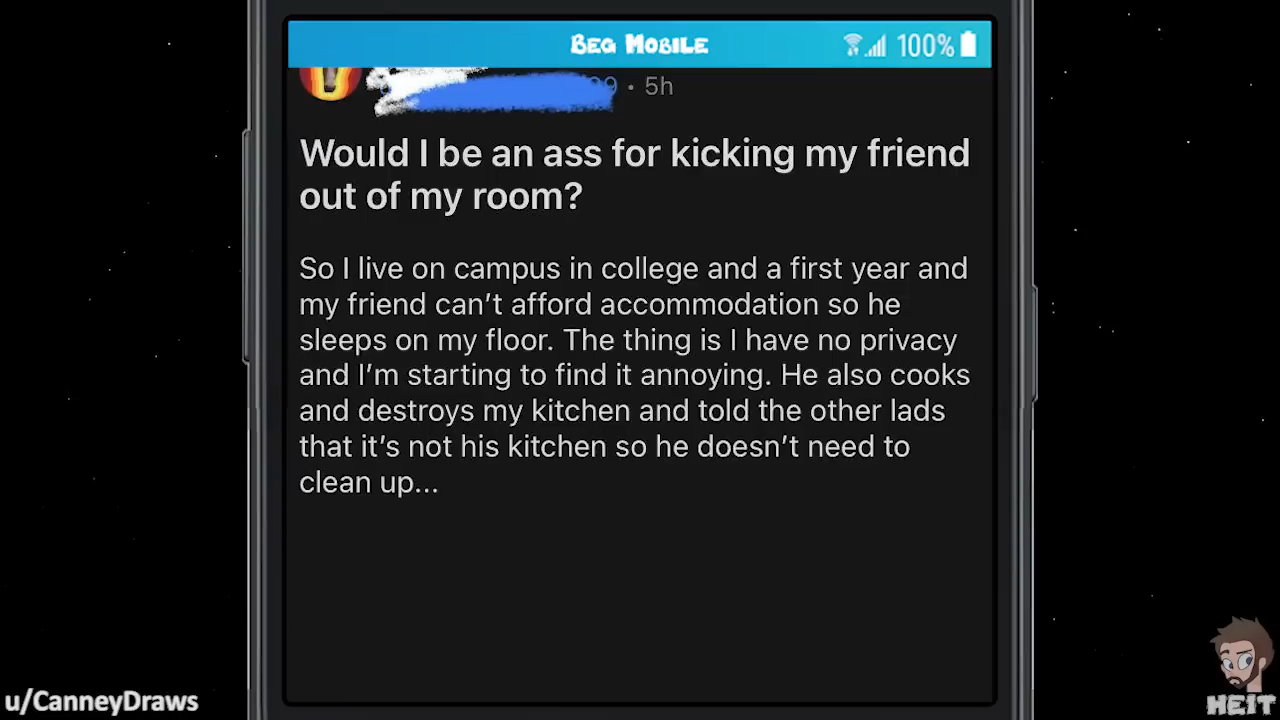 Beg Mobile
100%
9 • 5h
Would I be an ass for kicking my friend
out of my room?
So I live on campus in college and a first year and
my friend can't afford accommodation so he
sleeps on my floor. The thing is I have no privacy
and I'm starting to find it annoying. He also cooks
and destroys my kitchen and told the other lads
that it's not his kitchen so he doesn't need to
clean up...
u/CanneyDraws
HEIT